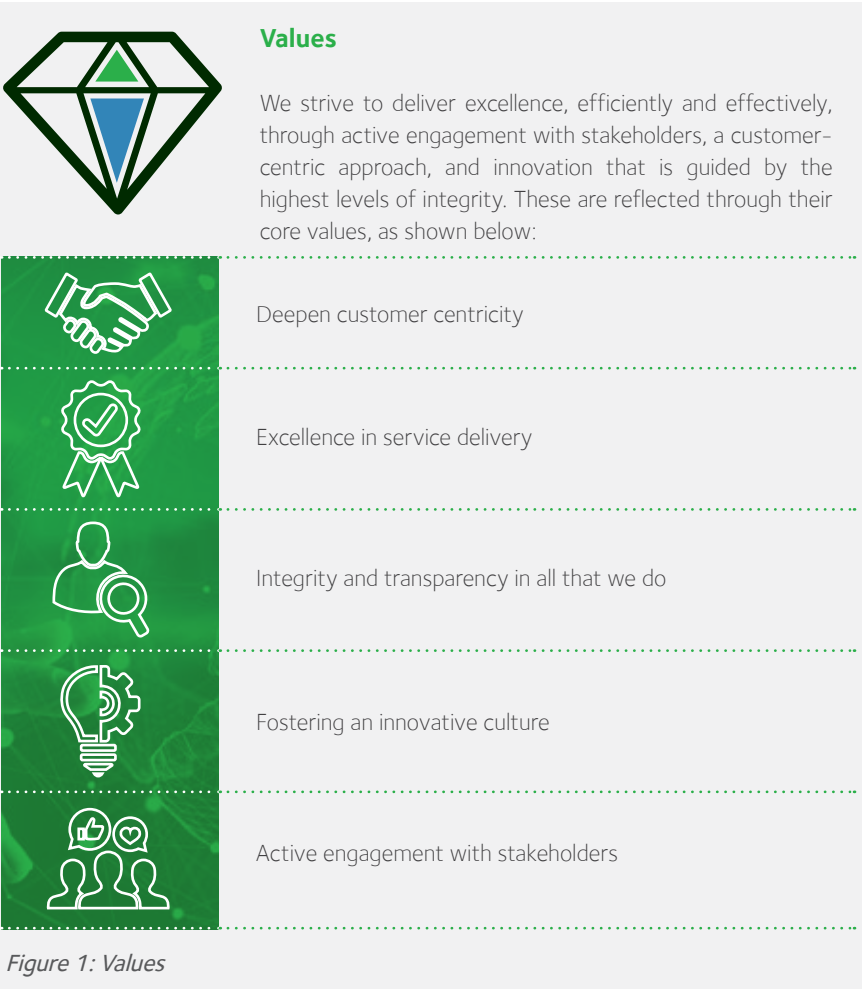 Values
We strive to deliver excellence, efficiently and effectively,
through active engagement with stakeholders, a customer-
centric approach, and innovation that is guided by the
highest levels of integrity. These are reflected through their
core values, as shown below:
Deepen customer centricity
Excellence in service delivery
Integrity and transparency in all that we do
Fostering an innovative culture
Active engagement with stakeholders
Figure 1: Values